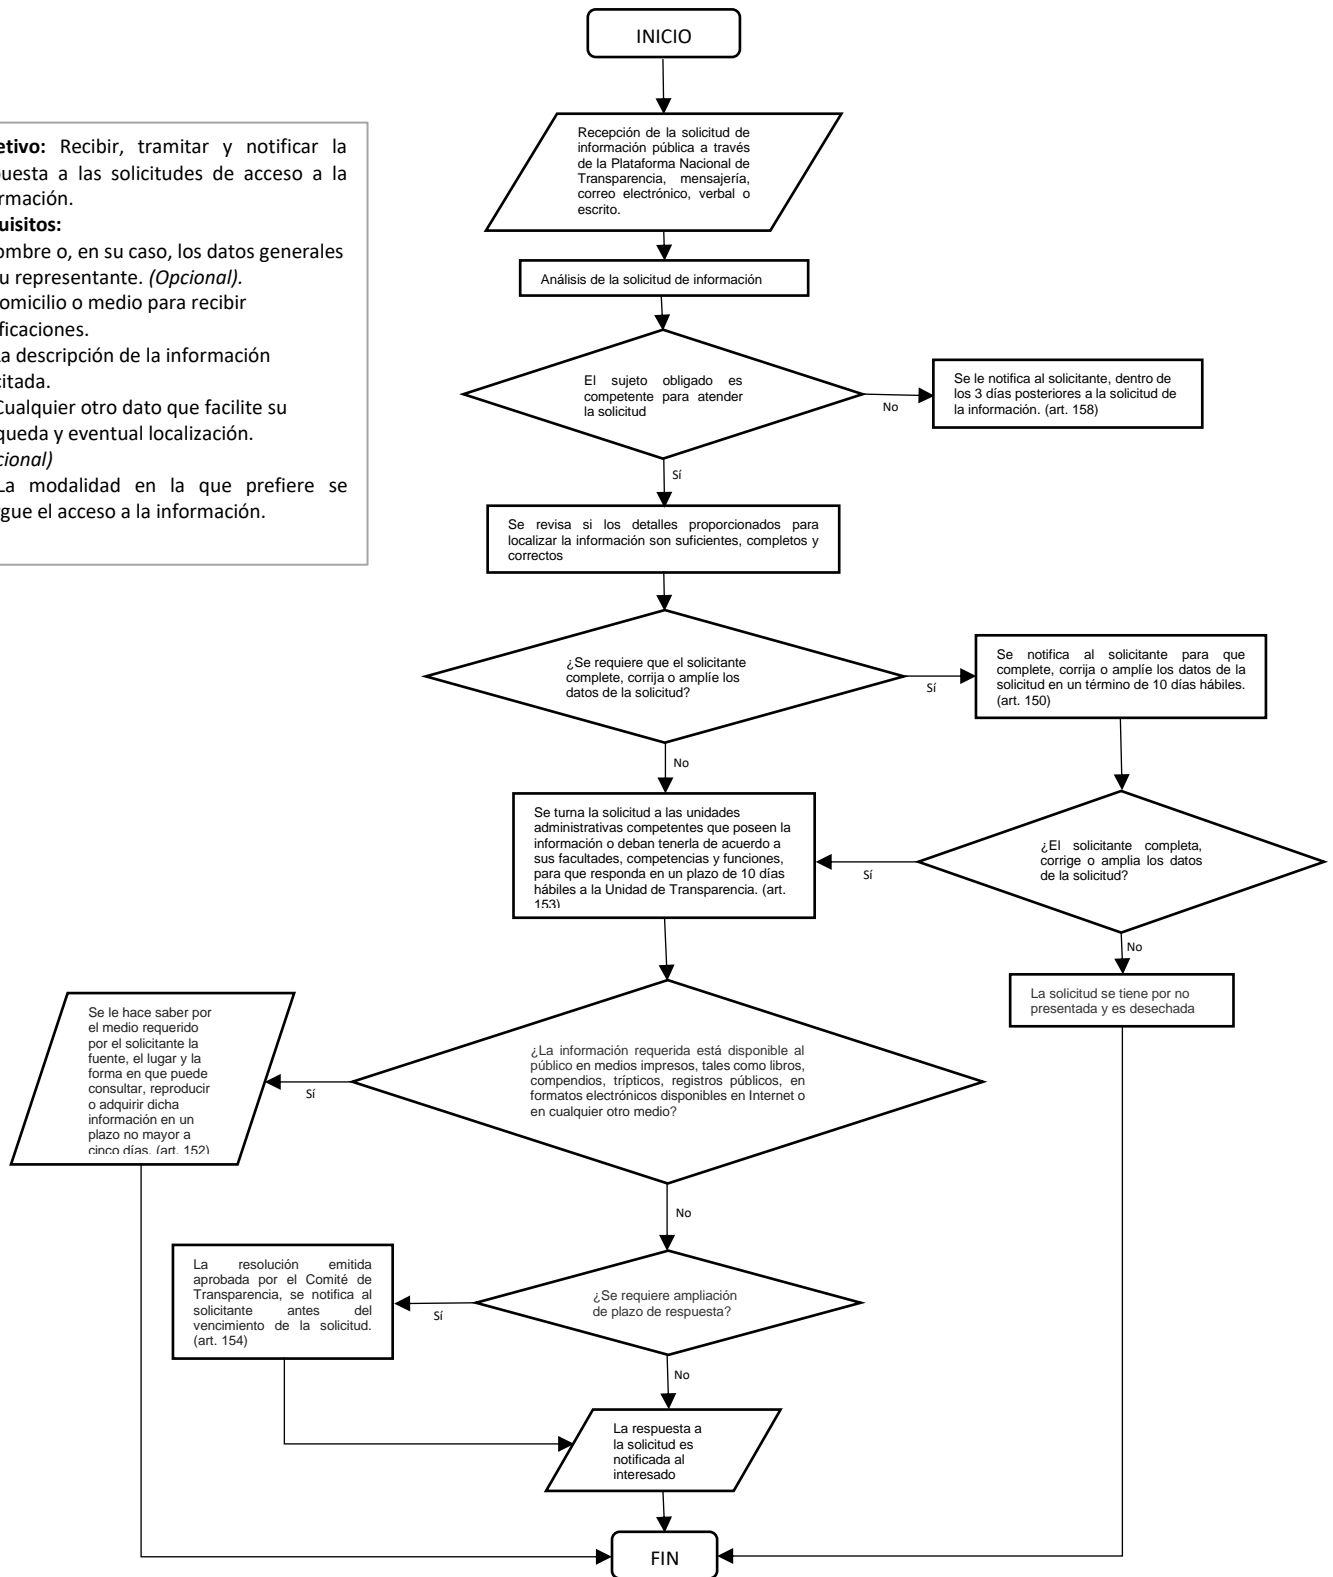 INICIO
Recepción de la solicitud de
información pública a través
de la Plataforma Nacional de
Transparencia, mensajería,
correo electrónico, verbal o
escrito.
etivo: Recibir, tramitar y notificar la
puesta a las solicitudes de acceso a la
rmación.
uisitos:
ombre o, en su caso, los datos generales
u representante. (Opcional).
omicilio o medio para recibir
ificaciones.
a descripción de la información
citada.
Cualquier otro dato que facilite su
queda y eventual localización.
cional)
La modalidad en la que prefiere se
rgue el acceso a la información.
Análisis de la solicitud de información
El sujeto obligado es
competente para atender
la solicitud
No
Se le notifica al solicitante, dentro de
los 3 días posteriores a la solicitud de
la información. (art. 158)
Sí
Se revisa si los detalles proporcionados para
localizar la información son suficientes, completos y
correctos
¿Se requiere que el solicitante
complete, corrija o amplíe los
datos de la solicitud?
Sí
Se notifica al solicitante para que
complete, corrija o amplíe los datos de la
solicitud en un término de 10 días hábiles.
(art. 150)
No
Se turna la solicitud a las unidades
administrativas competentes que poseen la
información o deban tenerla de acuerdo a
sus facultades, competencias y funciones,
para que responda en un plazo de 10 días
hábiles a la Unidad de Transparencia. (art.
153)
¿El solicitante completa,
corrige o amplia los datos
de la solicitud?
Sí
No
La solicitud se tiene por no
presentada y es desechada
Se le hace saber por
el medio requerido
por el solicitante la
fuente, el lugar y la
forma en que puede
consultar, reproducir
o adquirir dicha
información en un
plazo no mayor a
cinco días. (art. 152)
Sí
¿La información requerida está disponible al
público en medios impresos, tales como libros,
compendios, trípticos, registros públicos, en
formatos electrónicos disponibles en Internet o
en cualquier otro medio?
No
La resolución emitida
aprobada por el Comité de
Transparencia, se notifica al
solicitante antes del
vencimiento de la solicitud.
(art. 154)
Sí
¿Se requiere ampliación
de plazo de respuesta?
No
La respuesta a
la solicitud es
notificada al
interesado
FIN